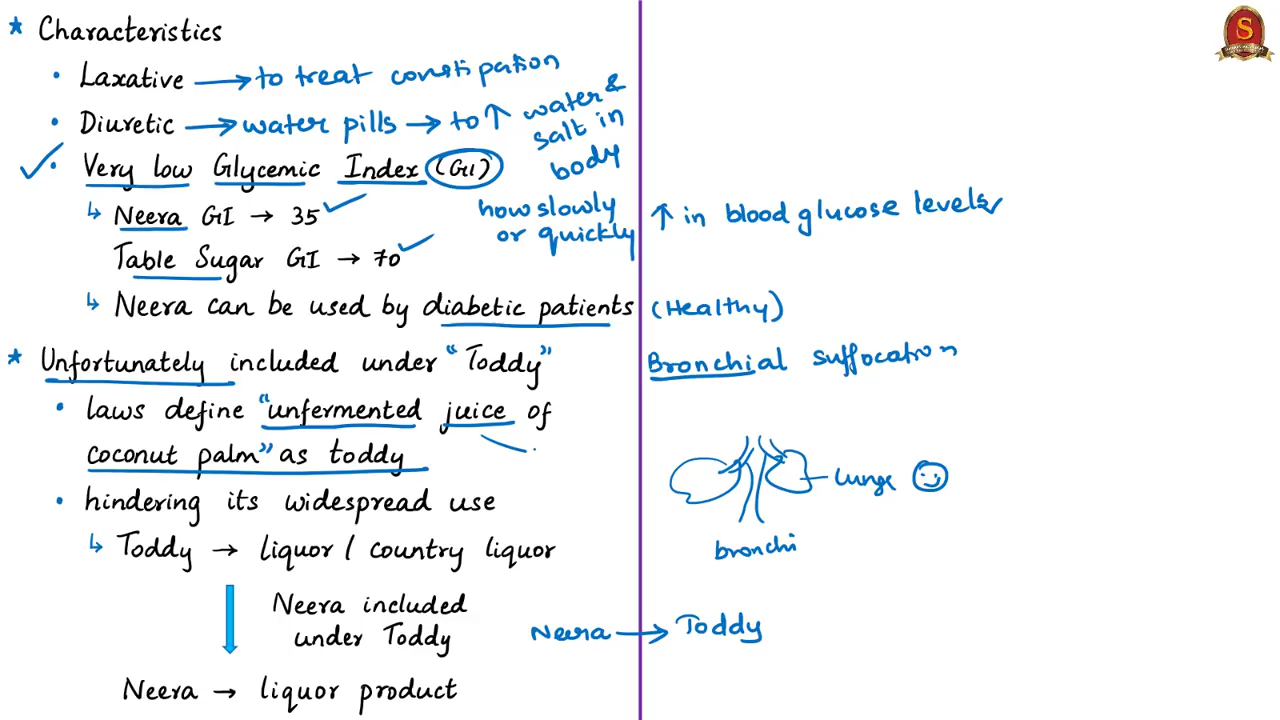 * Characteristics
• Laxative → to treat constipation
• Diuretic → water pills → to ↑ water &
salt in
body
• Very low Glycemic Index (GI)
how slowly
or quickly
↑ in blood glucose levels
↳ Neera GI → 35
Table Sugar GI → 70
↳ Neera can be used by diabetic patients (Healthy)
* Unfortunately included under "Toddy"
• laws define "unfermented juice of
coconut palm" as toddy
• hindering its widespread use
↳ Toddy → liquor / country liquor
Neera included
under Toddy
Neera → liquor product
Bronchial suffocation
lungs
bronchi
Neera → Toddy
S